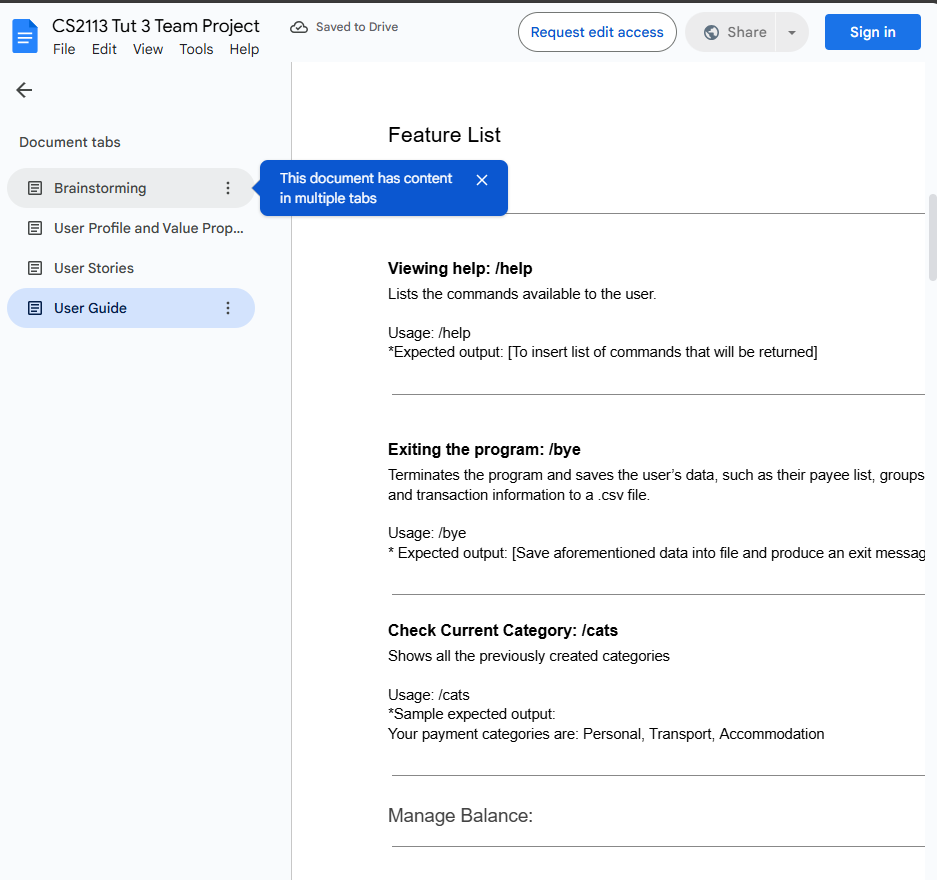 CS2113 Tut 3 Team Project
Saved to Drive
File Edit View Tools Help
Request edit access
Share
Sign in
Document tabs
Brainstorming
User Profile and Value Prop...
User Stories
User Guide
This document has content
in multiple tabs
Feature List
Viewing help: /help
Lists the commands available to the user.
Usage: /help
*Expected output: [To insert list of commands that will be returned]
Exiting the program: /bye
Terminates the program and saves the user’s data, such as their payee list, groups
and transaction information to a .csv file.
Usage: /bye
* Expected output: [Save aforementioned data into file and produce an exit messag
Check Current Category: /cats
Shows all the previously created categories
Usage: /cats
*Sample expected output:
Your payment categories are: Personal, Transport, Accommodation
Manage Balance: